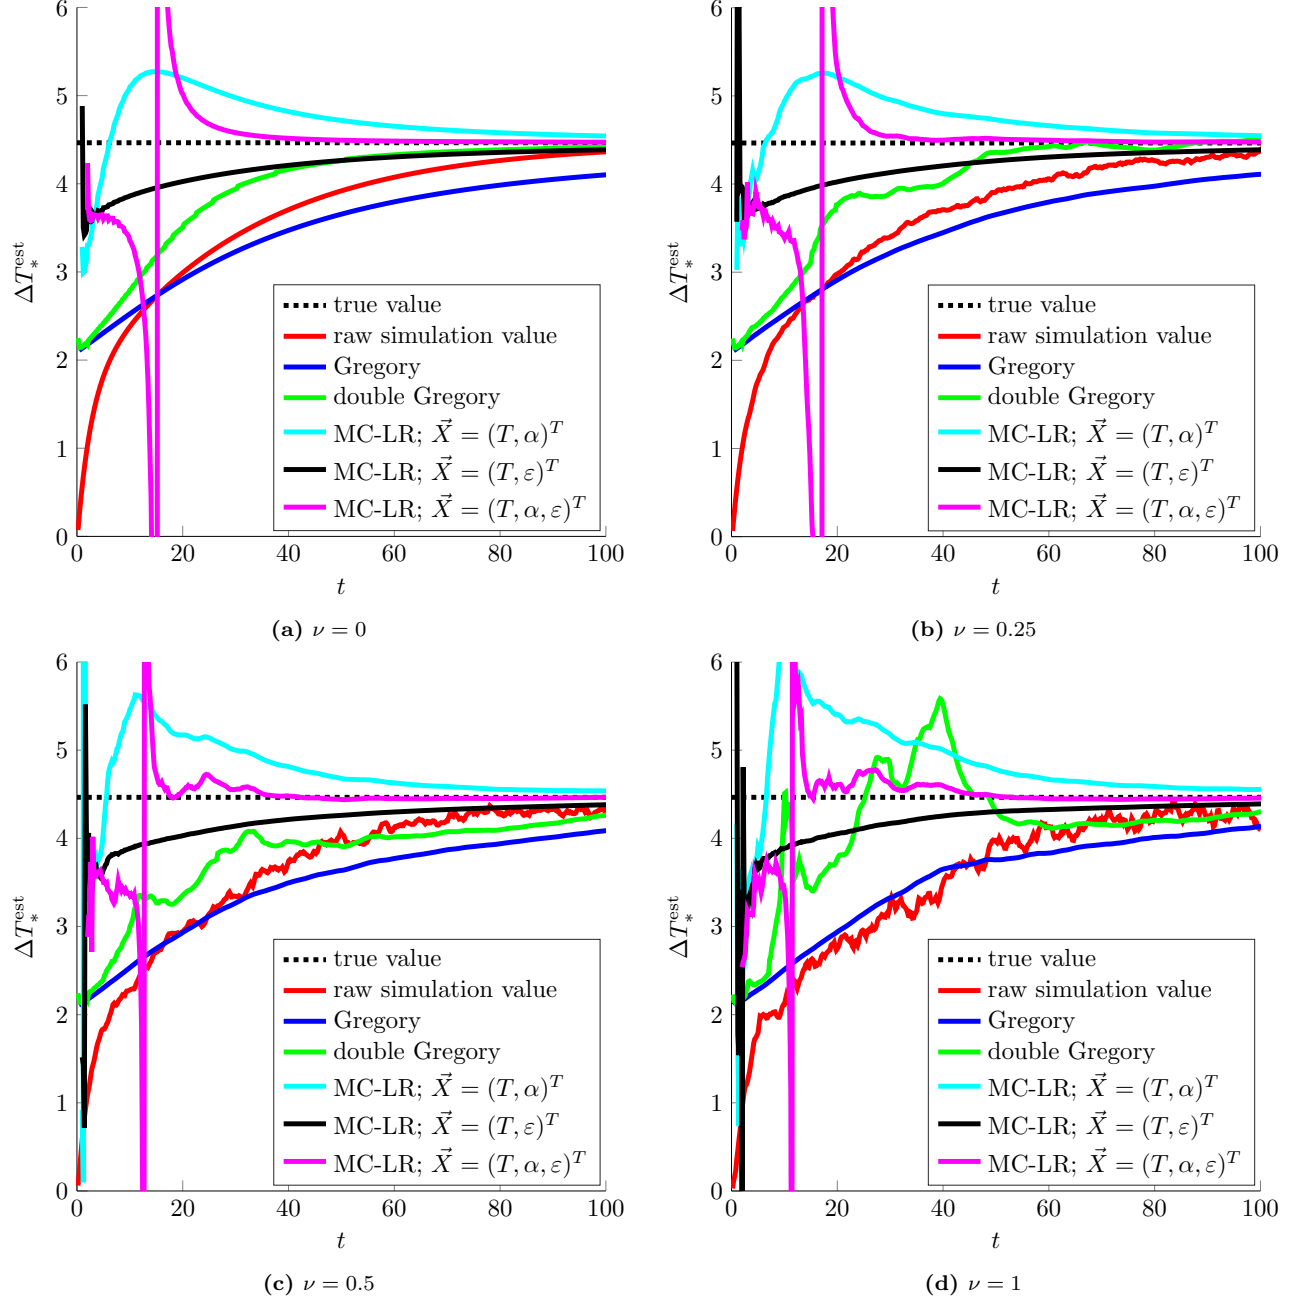 6
5
4
3
2
1
0
ΔT_*^est
0 20 40 60 80 100
t
true value
raw simulation value
Gregory
double Gregory
MC-LR; X⃗ = (T, α)^T
MC-LR; X⃗ = (T, ε)^T
MC-LR; X⃗ = (T, α, ε)^T
(a) ν = 0
6
5
4
3
2
1
0
ΔT_*^est
0 20 40 60 80 100
t
true value
raw simulation value
Gregory
double Gregory
MC-LR; X⃗ = (T, α)^T
MC-LR; X⃗ = (T, ε)^T
MC-LR; X⃗ = (T, α, ε)^T
(b) ν = 0.25
6
5
4
3
2
1
0
ΔT_*^est
0 20 40 60 80 100
t
true value
raw simulation value
Gregory
double Gregory
MC-LR; X⃗ = (T, α)^T
MC-LR; X⃗ = (T, ε)^T
MC-LR; X⃗ = (T, α, ε)^T
(c) ν = 0.5
6
5
4
3
2
1
0
ΔT_*^est
0 20 40 60 80 100
t
true value
raw simulation value
Gregory
double Gregory
MC-LR; X⃗ = (T, α)^T
MC-LR; X⃗ = (T, ε)^T
MC-LR; X⃗ = (T, α, ε)^T
(d) ν = 1